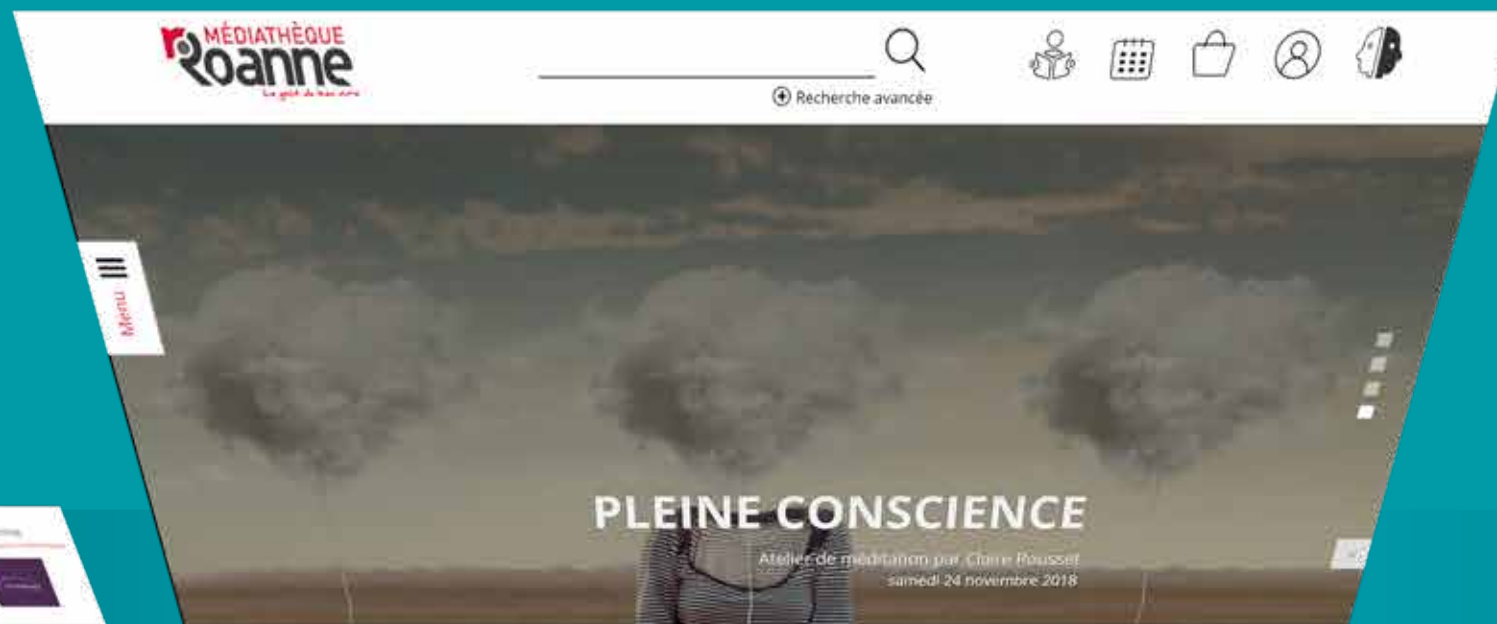 MÉDIATHÈQUE
Roanne
Recherche avancée
Menu
PLEINE CONSCIENCE
Atelier de méditation par Claire Rousset
samedi 24 novembre 2018